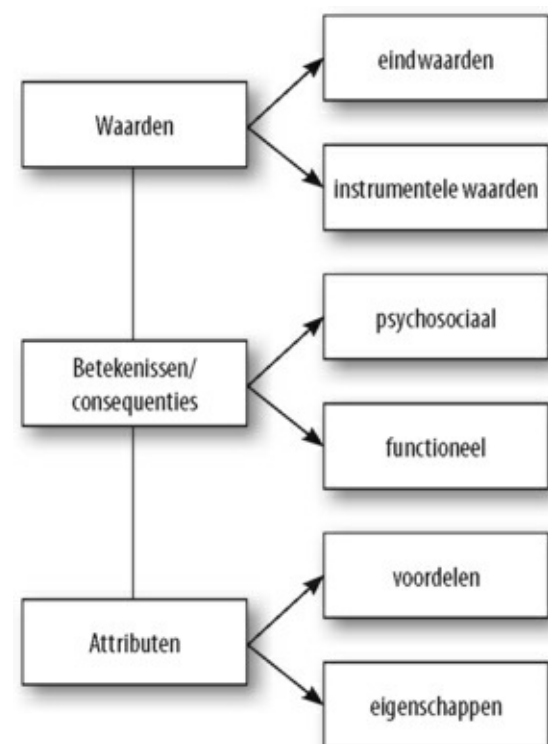 Waarden
eindwaarden
instrumentele waarden
Betekenissen/
consequenties
psychosociaal
functioneel
Attributen
voordelen
eigenschappen